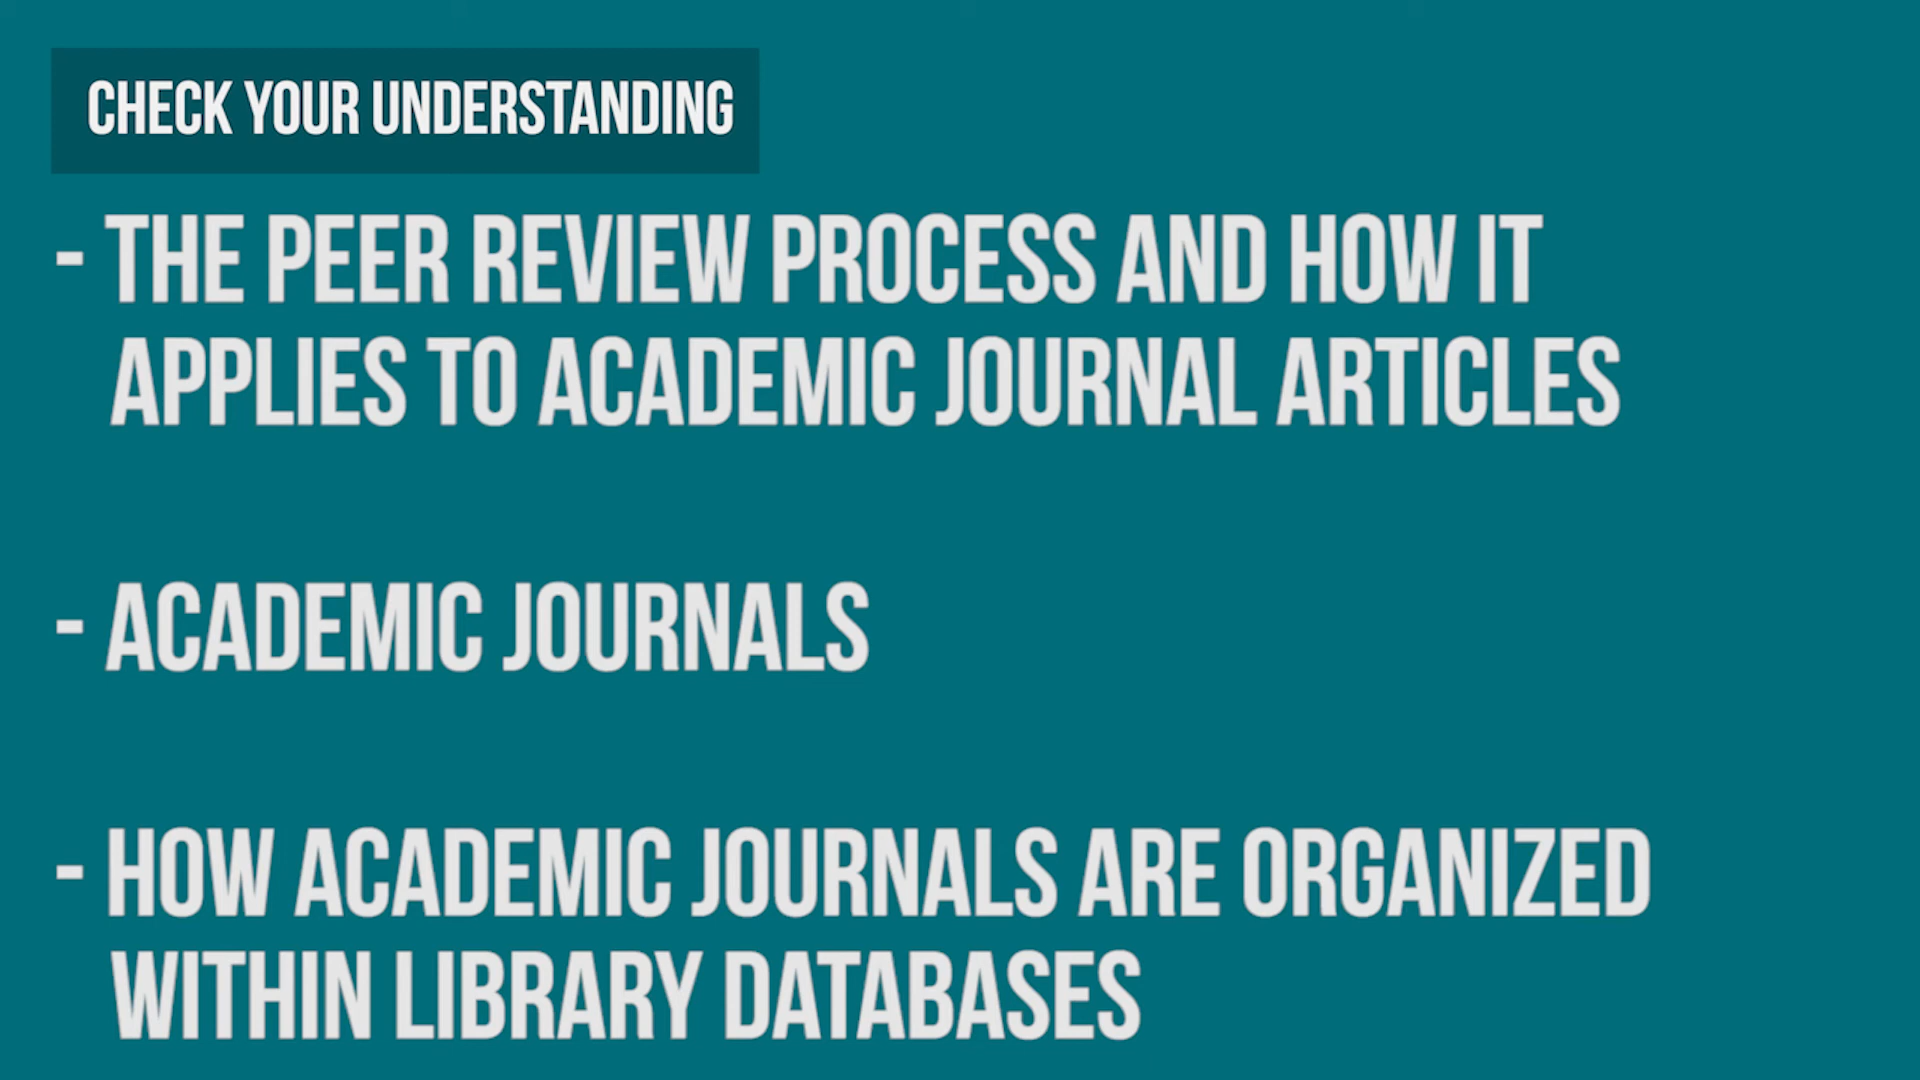 CHECK YOUR UNDERSTANDING
- THE PEER REVIEW PROCESS AND HOW IT
APPLIES TO ACADEMIC JOURNAL ARTICLES
- ACADEMIC JOURNALS
- HOW ACADEMIC JOURNALS ARE ORGANIZED
WITHIN LIBRARY DATABASES